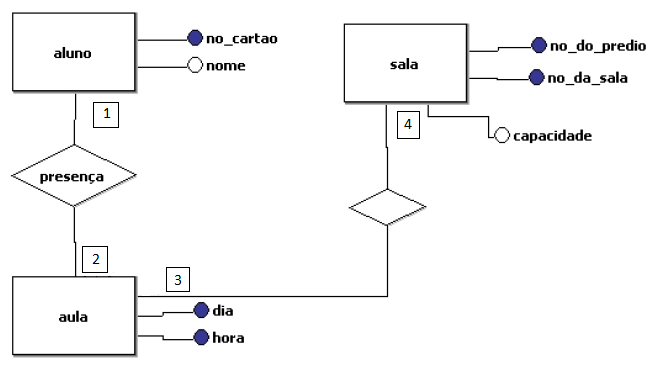 aluno
no_cartao
nome
1
presença
2
aula
3
dia
hora
sala
no_do_predio
no_da_sala
capacidade
4